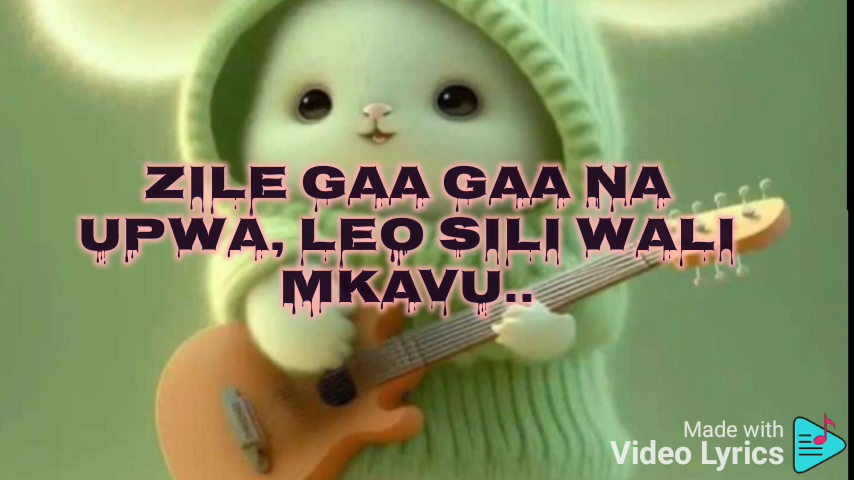 ZILE GAA GAA NA
UPWA, LEO SILI WALI
MKAVU..
Made with
Video Lyrics